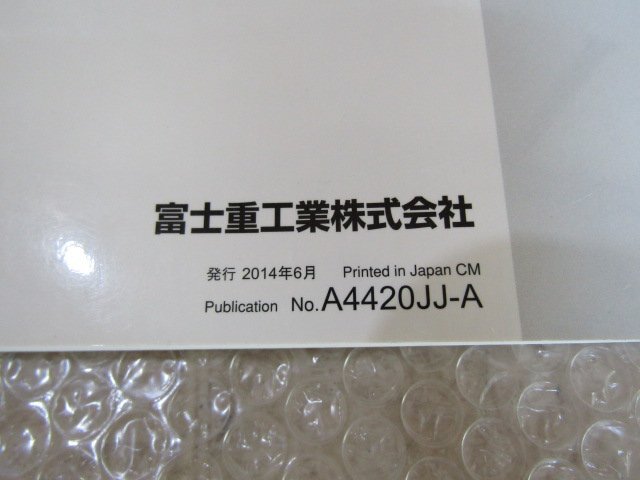 富士重工業株式会社
発行 2014年6月 Printed in Japan CM
Publication No.A4420JJ-A